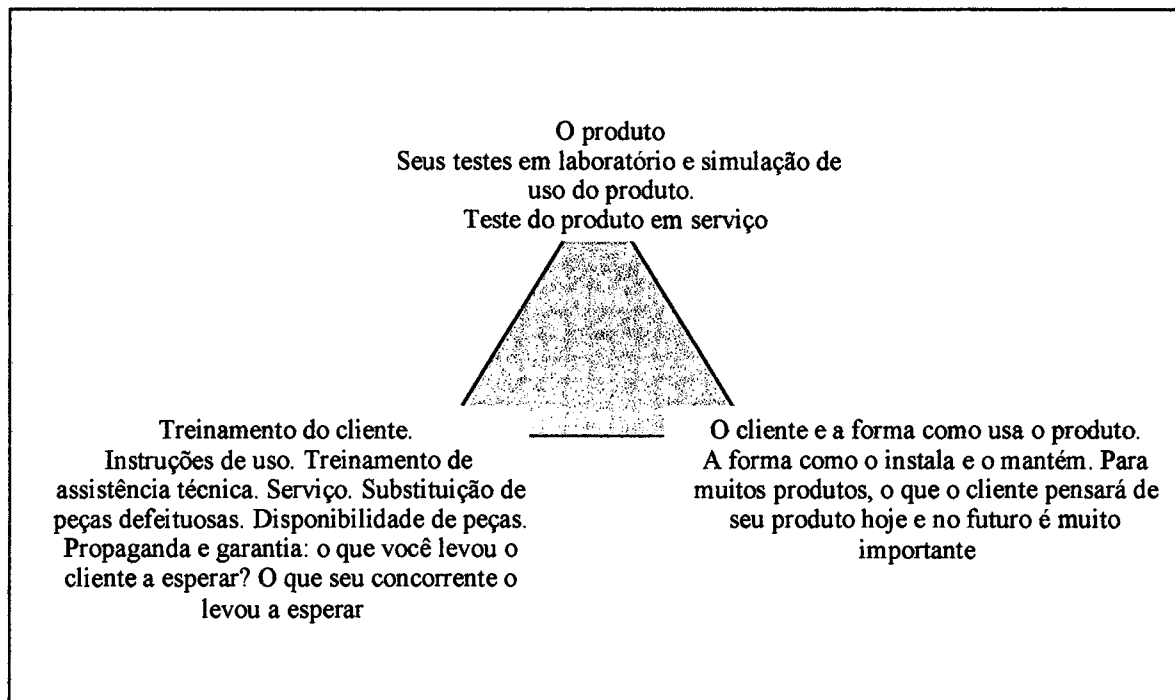 O produto
Seus testes em laboratório e simulação de
uso do produto.
Teste do produto em serviço
Treinamento do cliente.
Instruções de uso. Treinamento de
assistência técnica. Serviço. Substituição de
peças defeituosas. Disponibilidade de peças.
Propaganda e garantia: o que você levou o
cliente a esperar? O que seu concorrente o
levou a esperar
O cliente e a forma como usa o produto.
A forma como o instala e o mantém. Para
muitos produtos, o que o cliente pensará de
seu produto hoje e no futuro é muito
importante